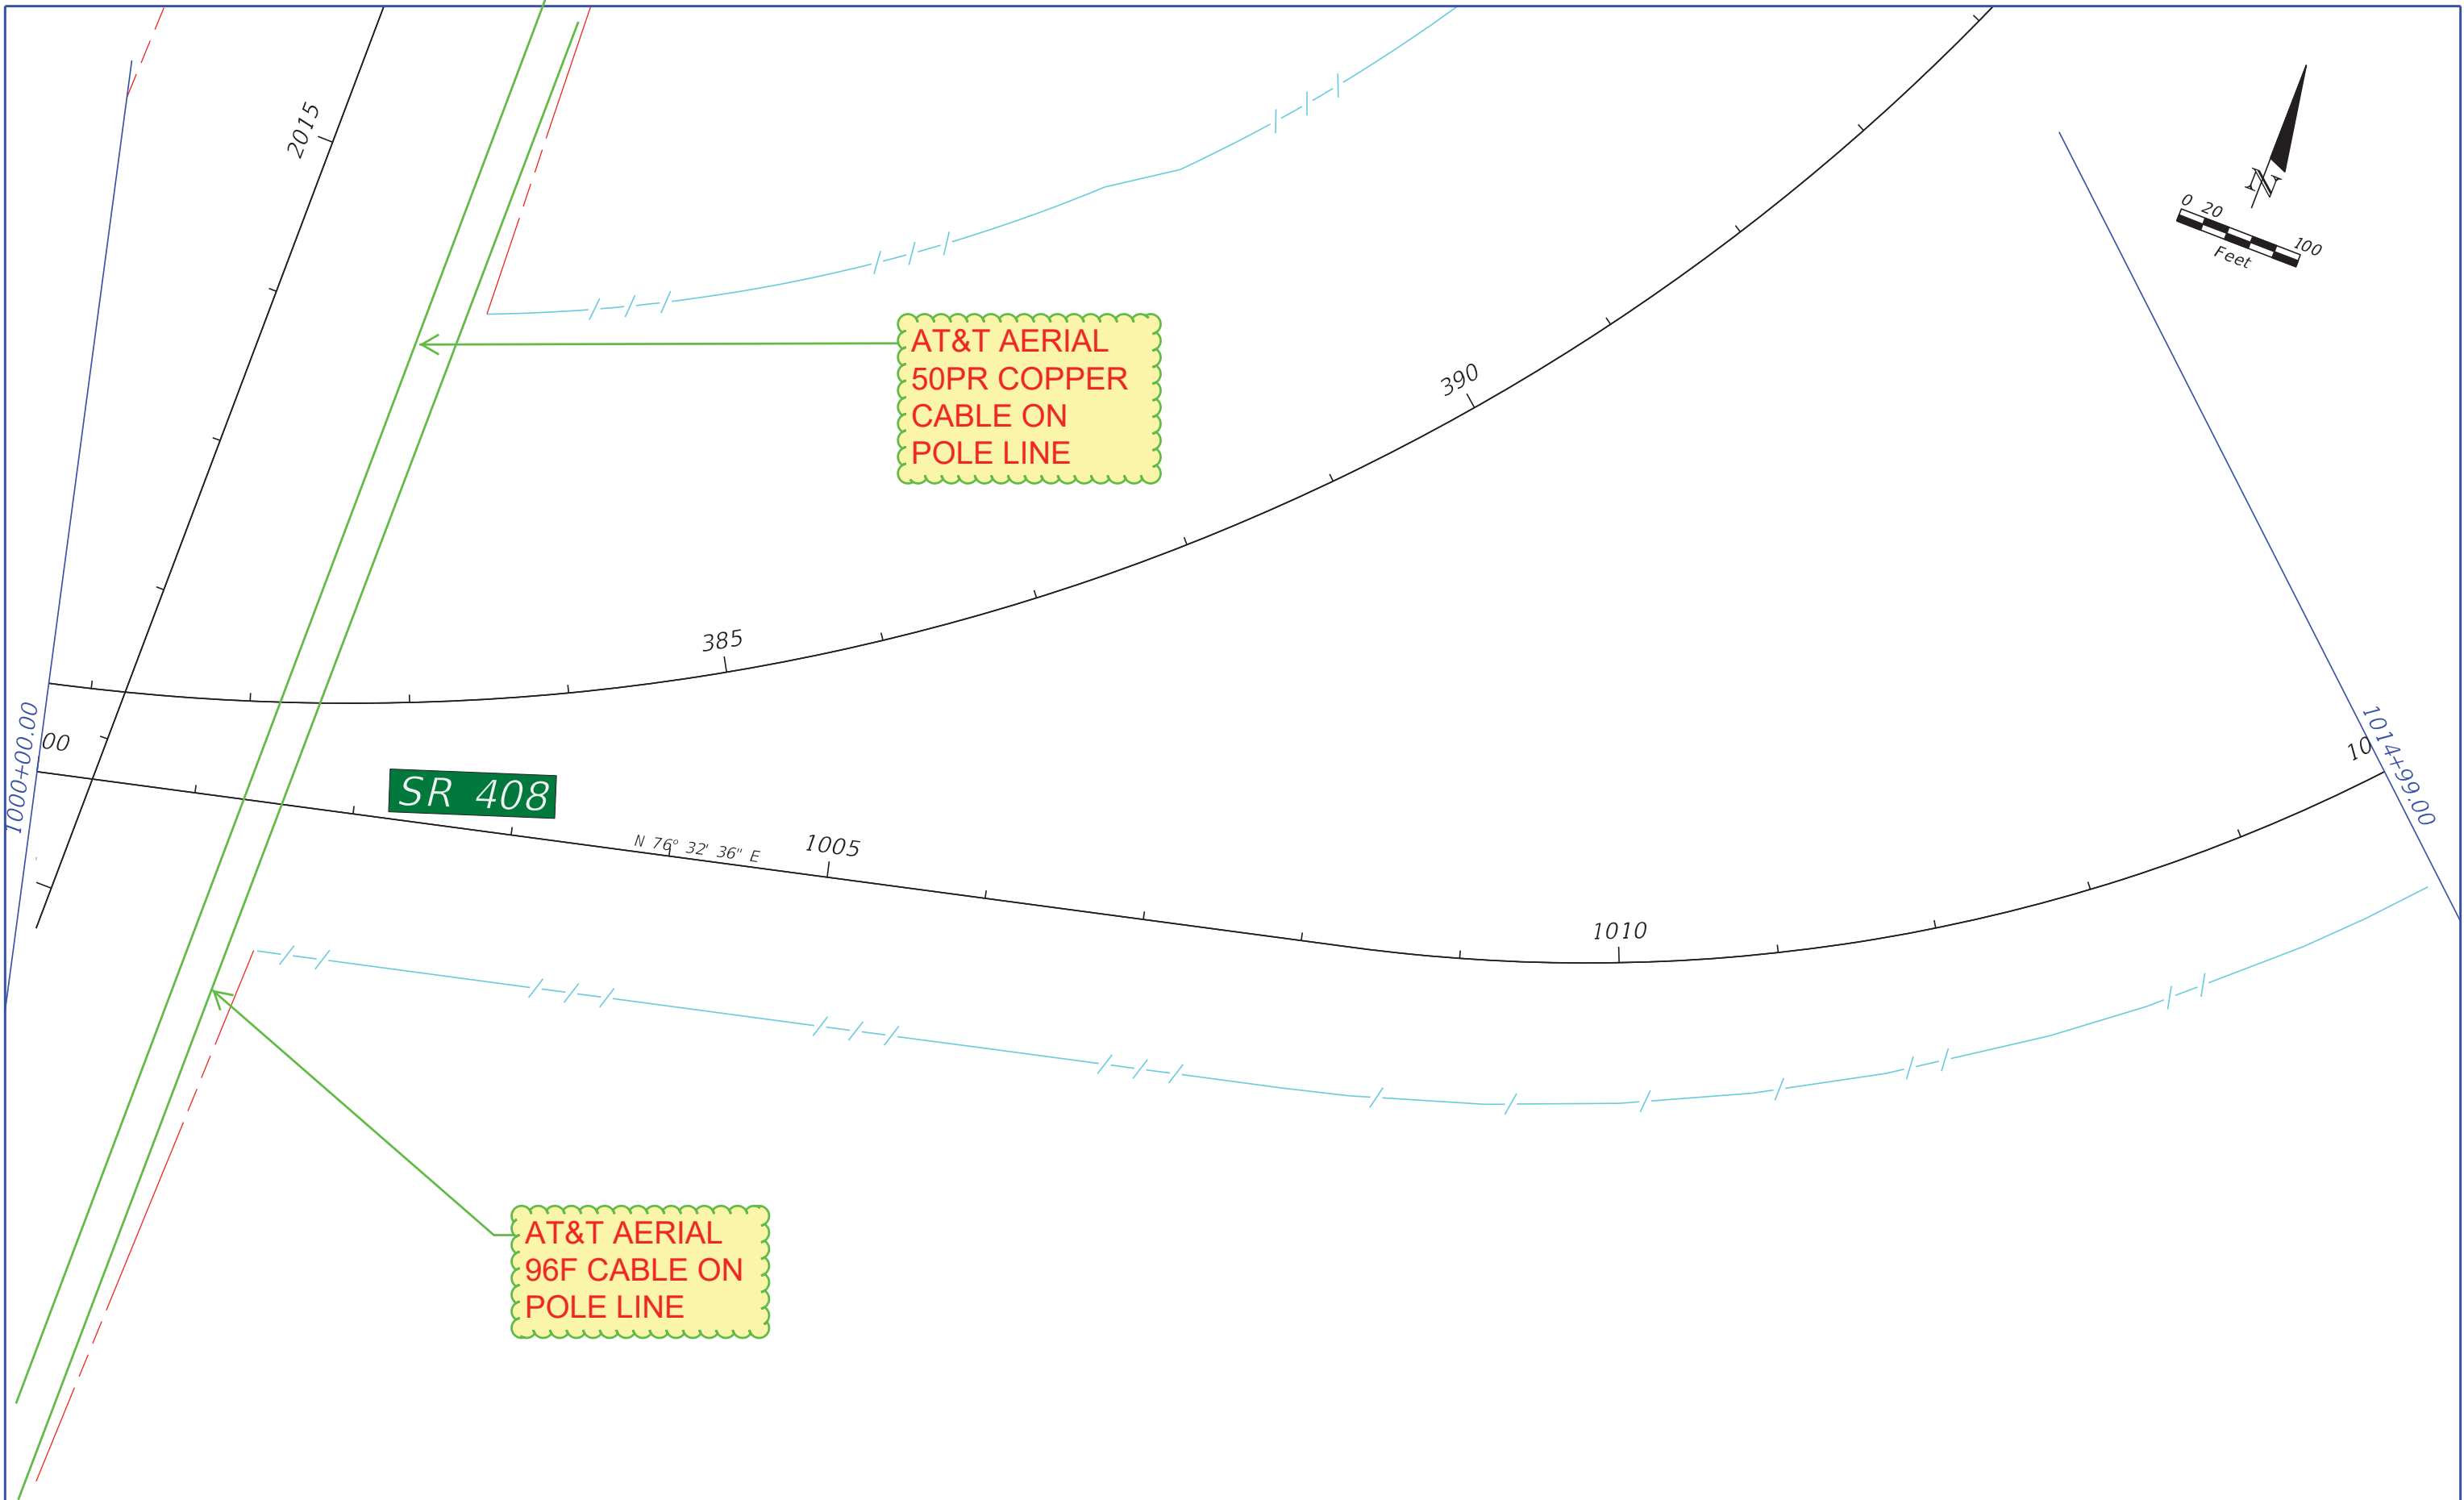 2015
N
0 20 100
Feet
AT&T AERIAL
50PR COPPER
CABLE ON
POLE LINE
390
385
1000+00.00
00
SR 408
N 76° 32' 36" E
1005
1010
10
1014+99.00
AT&T AERIAL
96F CABLE ON
POLE LINE